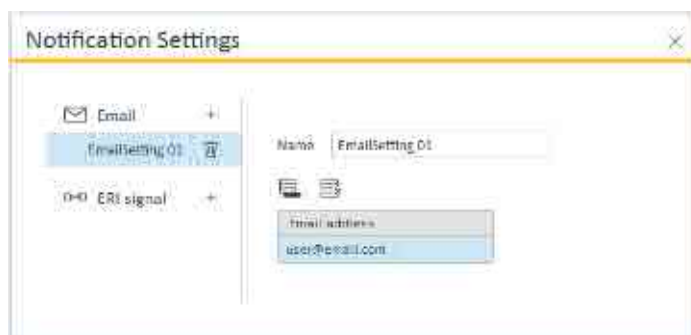 Notification Settings
Email
EmailSetting 01
ERI signal
Name EmailSetting 01
Email address
user@email.com